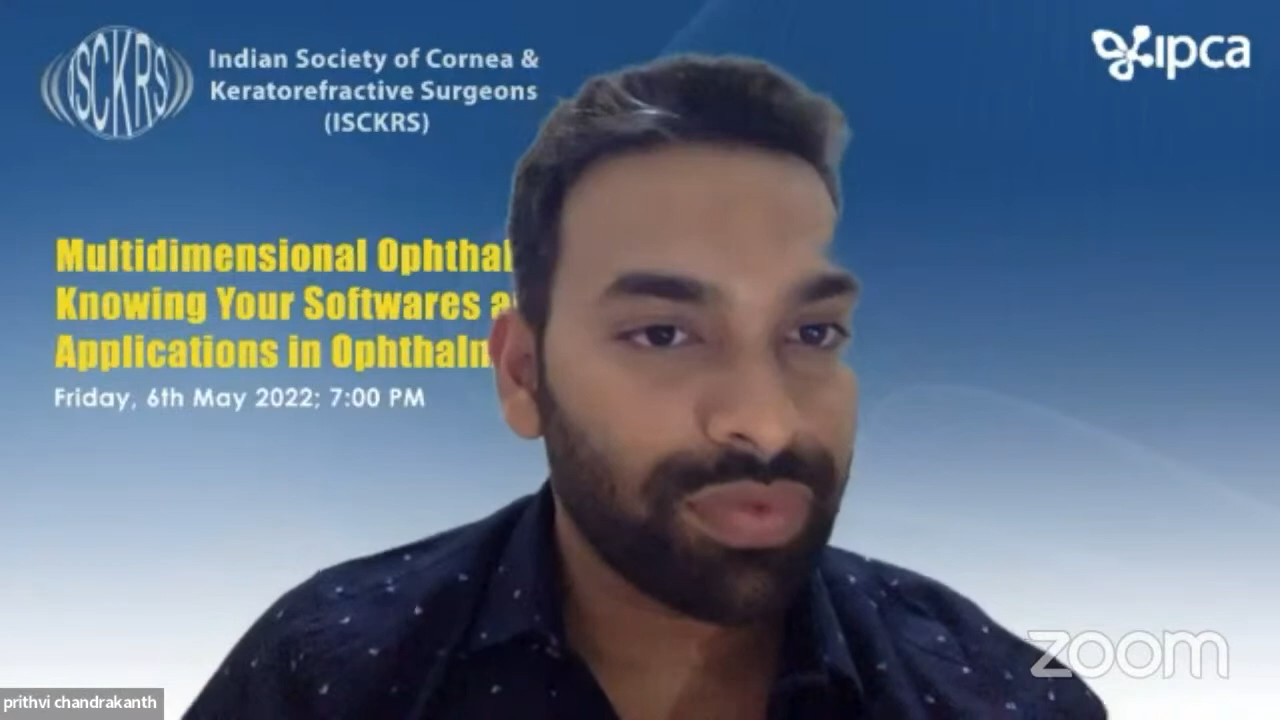 ISCKRS
Indian Society of Cornea &
Keratorefractive Surgeons
(ISCKRS)
ipca
Multidimensional Ophthal
Knowing Your Softwares a
Applications in Ophthalm
Friday, 6th May 2022; 7:00 PM
zoom
prithvi chandrakanth